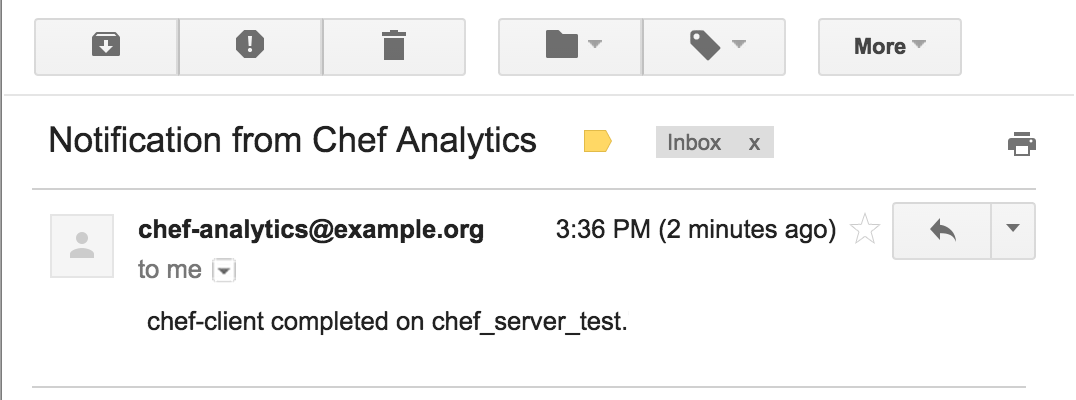 More
Notification from Chef Analytics Inbox x
chef-analytics@example.org 3:36 PM (2 minutes ago)
to me
chef-client completed on chef_server_test.